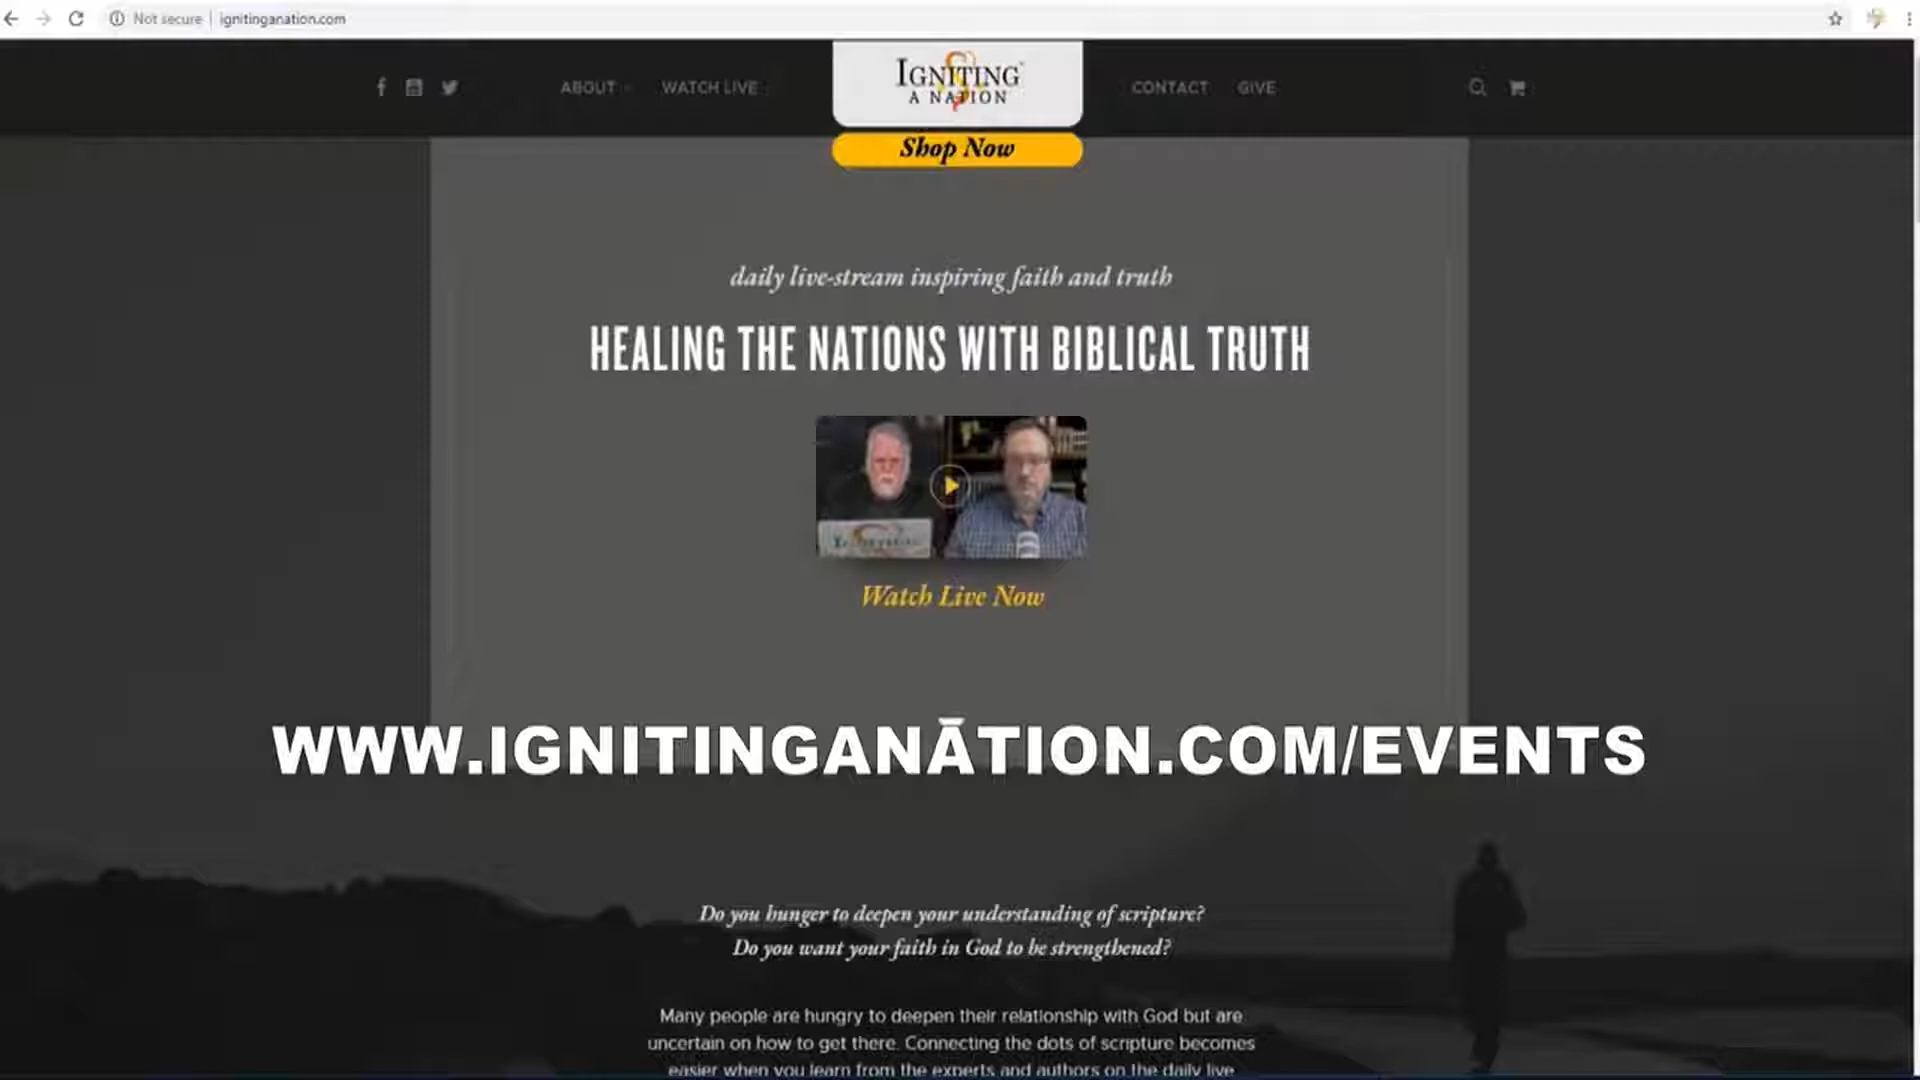 Not secure | ignitinganation.com
ABOUT
WATCH LIVE
IGNITING
A NATION
CONTACT
GIVE
Shop Now
daily live-stream inspiring faith and truth
HEALING THE NATIONS WITH BIBLICAL TRUTH
Watch Live Now
WWW.IGNITINGANATION.COM/EVENTS
Do you hunger to deepen your understanding of scripture?
Do you want your faith in God to be strengthened?
Many people are hungry to deepen their relationship with God but are
uncertain on how to get there. Connecting the dots of scripture becomes
easier when you learn from the experts and authors on the daily live